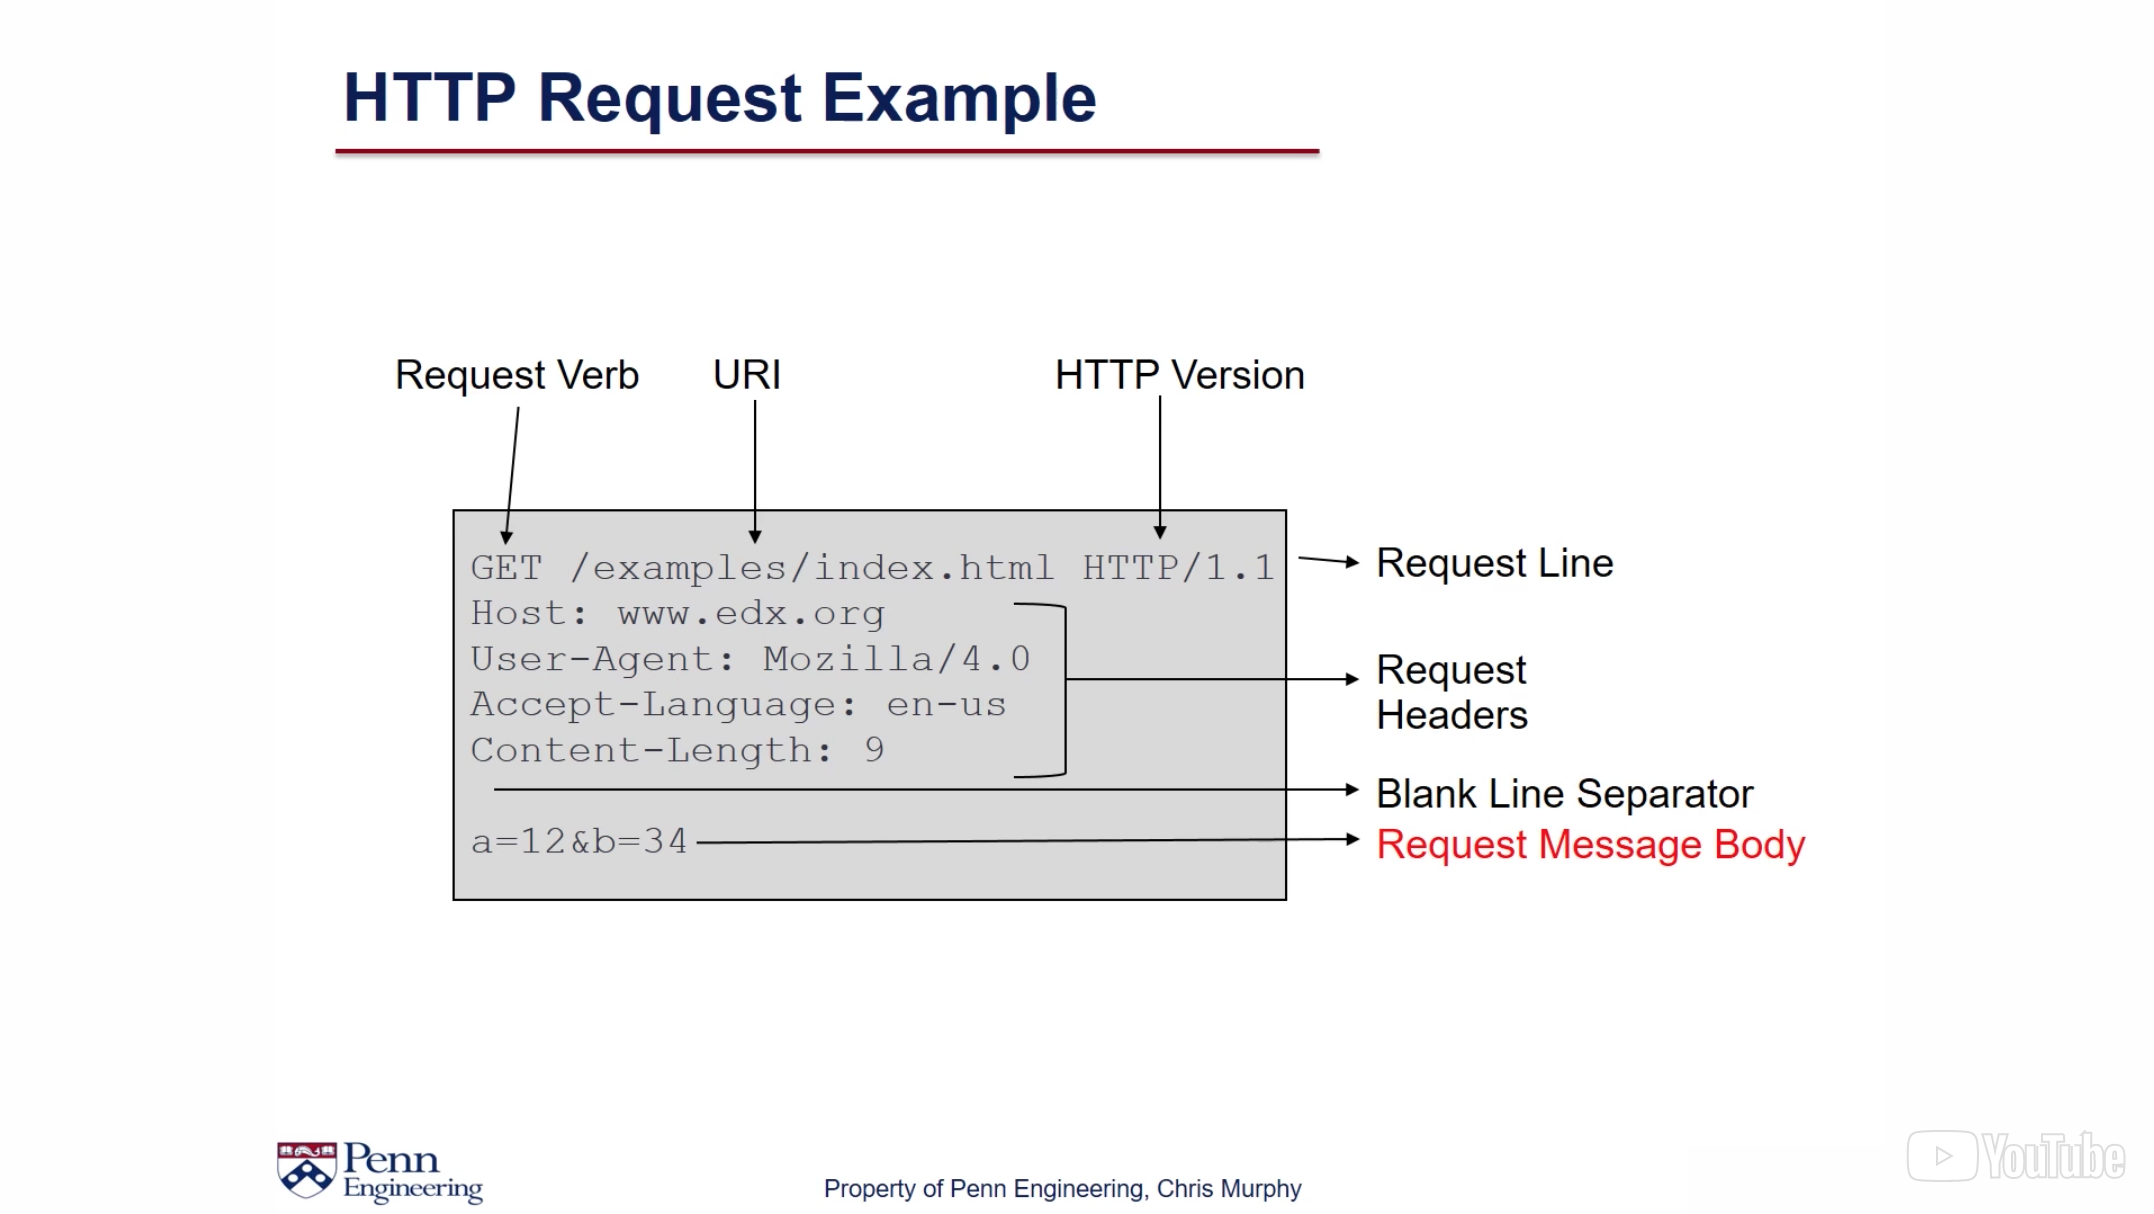 HTTP Request Example
Request Verb
URI
HTTP Version
GET /examples/index.html HTTP/1.1
Request Line
Host: www.edx.org
User-Agent: Mozilla/4.0
Accept-Language: en-us
Content-Length: 9
Request
Headers
Blank Line Separator
a=12&b=34
Request Message Body
Penn
Engineering
Property of Penn Engineering, Chris Murphy
YouTube